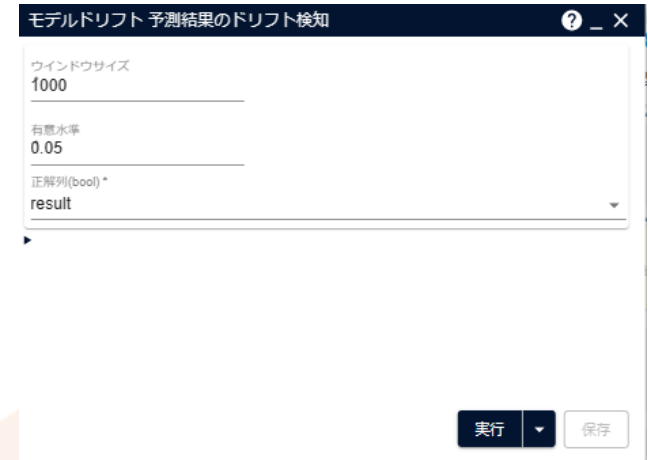 モデルドリフト 予測結果のドリフト検知
ウインドウサイズ
1000
有意水準
0.05
正解列(bool) *
result
実行
保存